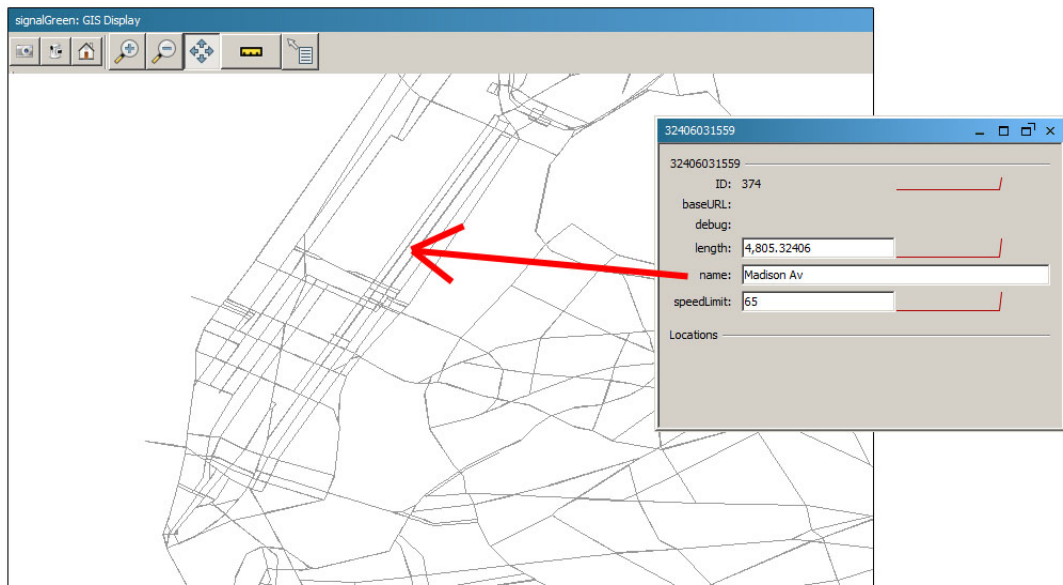 signalGreen: GIS Display
32406031559
32406031559
ID: 374
baseURL:
debug:
length: 4,805.32406
name: Madison Av
speedLimit: 65
Locations